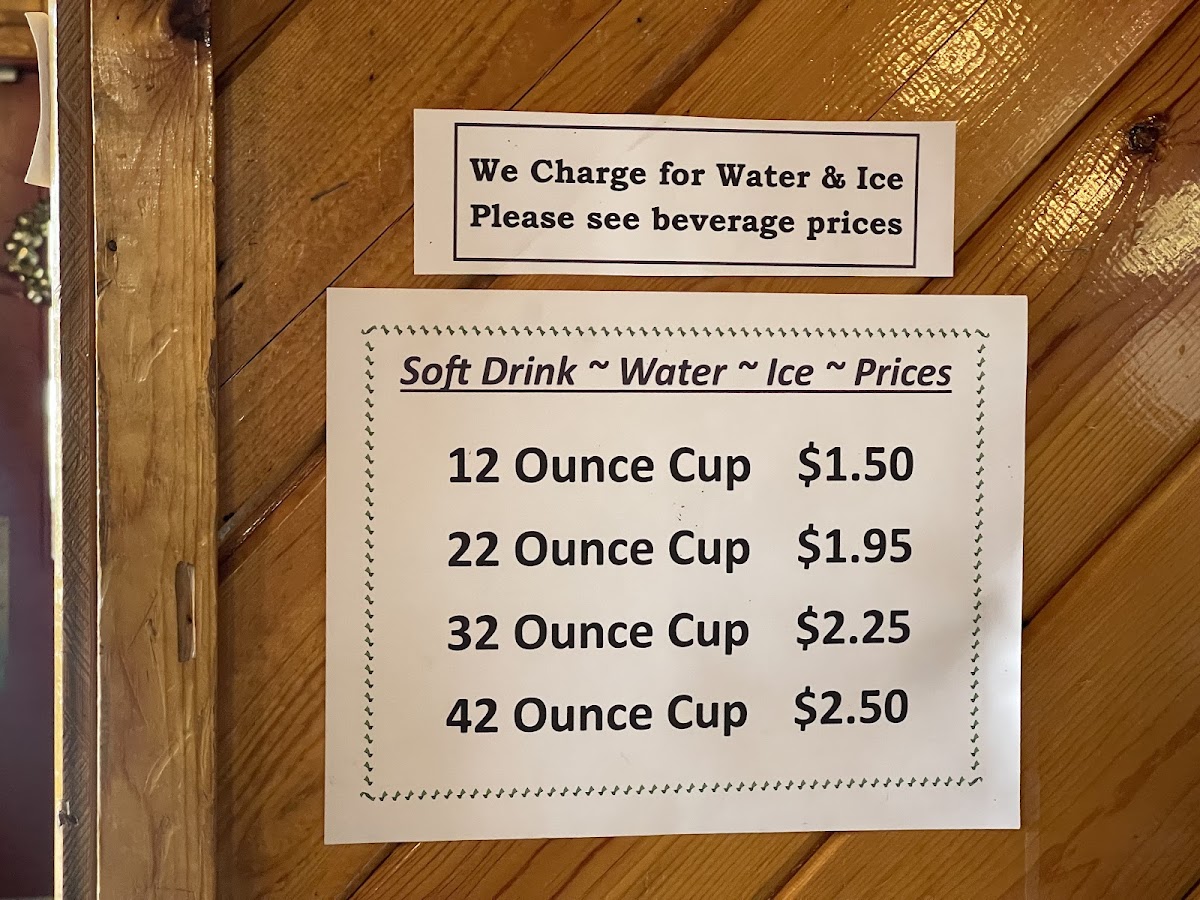 We Charge for Water & Ice
Please see beverage prices
Soft Drink ~ Water ~ Ice ~ Prices
12 Ounce Cup $1.50
22 Ounce Cup $1.95
32 Ounce Cup $2.25
42 Ounce Cup $2.50